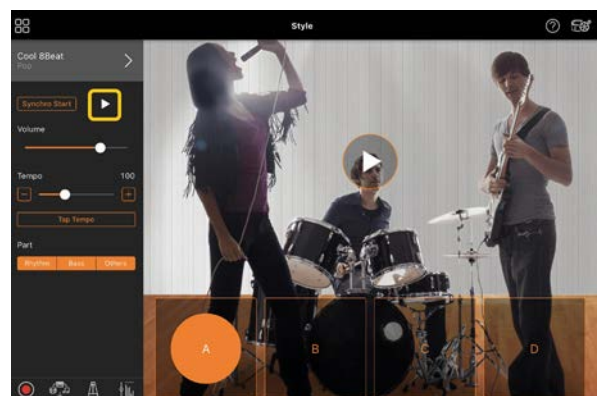 Style
Cool 8Beat
Pop
Synchro Start
Volume
Tempo 100
Tap Tempo
Part
Rhythm Bass Others
A B C D